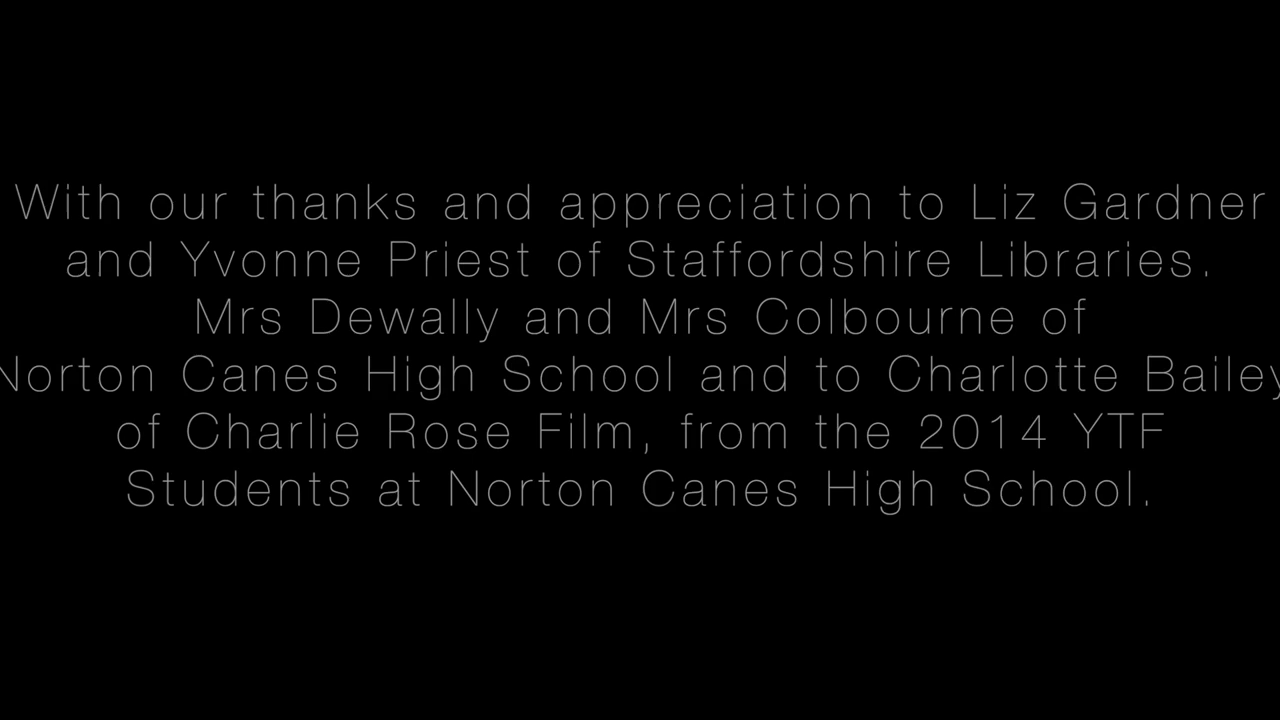 With our thanks and appreciation to Liz Gardner
and Yvonne Priest of Staffordshire Libraries.
Mrs Dewally and Mrs Colbourne of
Norton Canes High School and to Charlotte Bailey
of Charlie Rose Film, from the 2014 YTF
Students at Norton Canes High School.